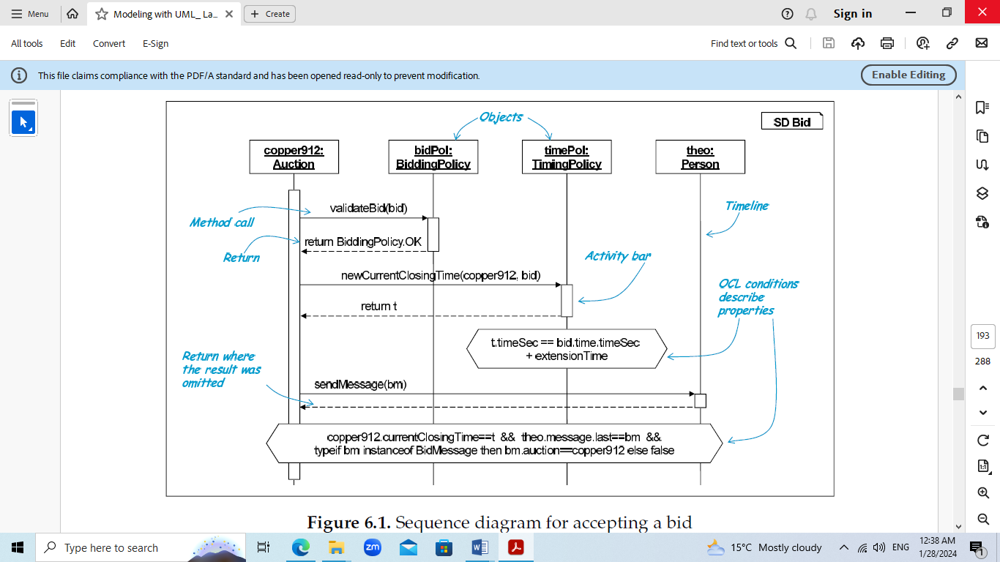 Menu
Modeling with UML_ La...
Create
Sign in
All tools
Edit
Convert
E-Sign
Find text or tools
This file claims compliance with the PDF/A standard and has been opened read-only to prevent modification.
Enable Editing
Objects
SD Bid
copper912:
Auction
bidPol:
BiddingPolicy
timePol:
TimingPolicy
theo:
Person
validateBid(bid)
Method call
Timeline
return BiddingPolicy.OK
Return
Activity bar
newCurrentClosingTime(copper912, bid)
OCL conditions
describe
properties
return t
t.timeSec == bid.time.timeSec
+ extensionTime
Return where
the result was
omitted
sendMessage(bm)
copper912.currentClosingTime==t && theo.message.last==bm &&
typeif bm instanceof BidMessage then bm.auction==copper912 else false
Figure 6.1. Sequence diagram for accepting a bid
193
288
1:1
Type here to search
zm
W
15°C Mostly cloudy
ENG
12:38 AM
1/28/2024
1